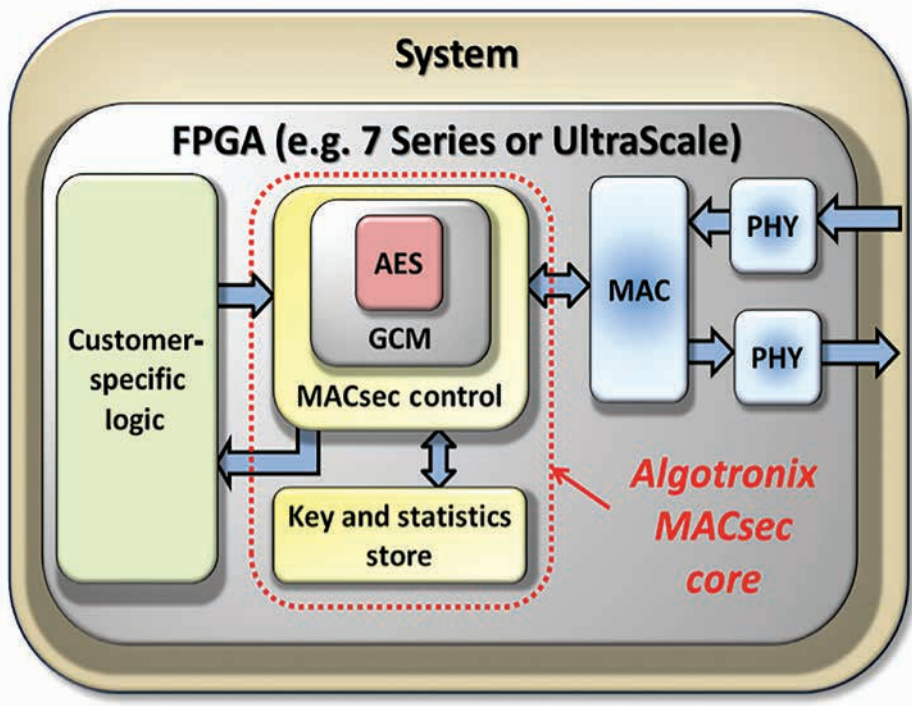 System
FPGA (e.g. 7 Series or UltraScale)
Customer-
specific
logic
AES
GCM
MACsec control
Key and statistics
store
MAC
PHY
PHY
Algotronix
MACsec
core